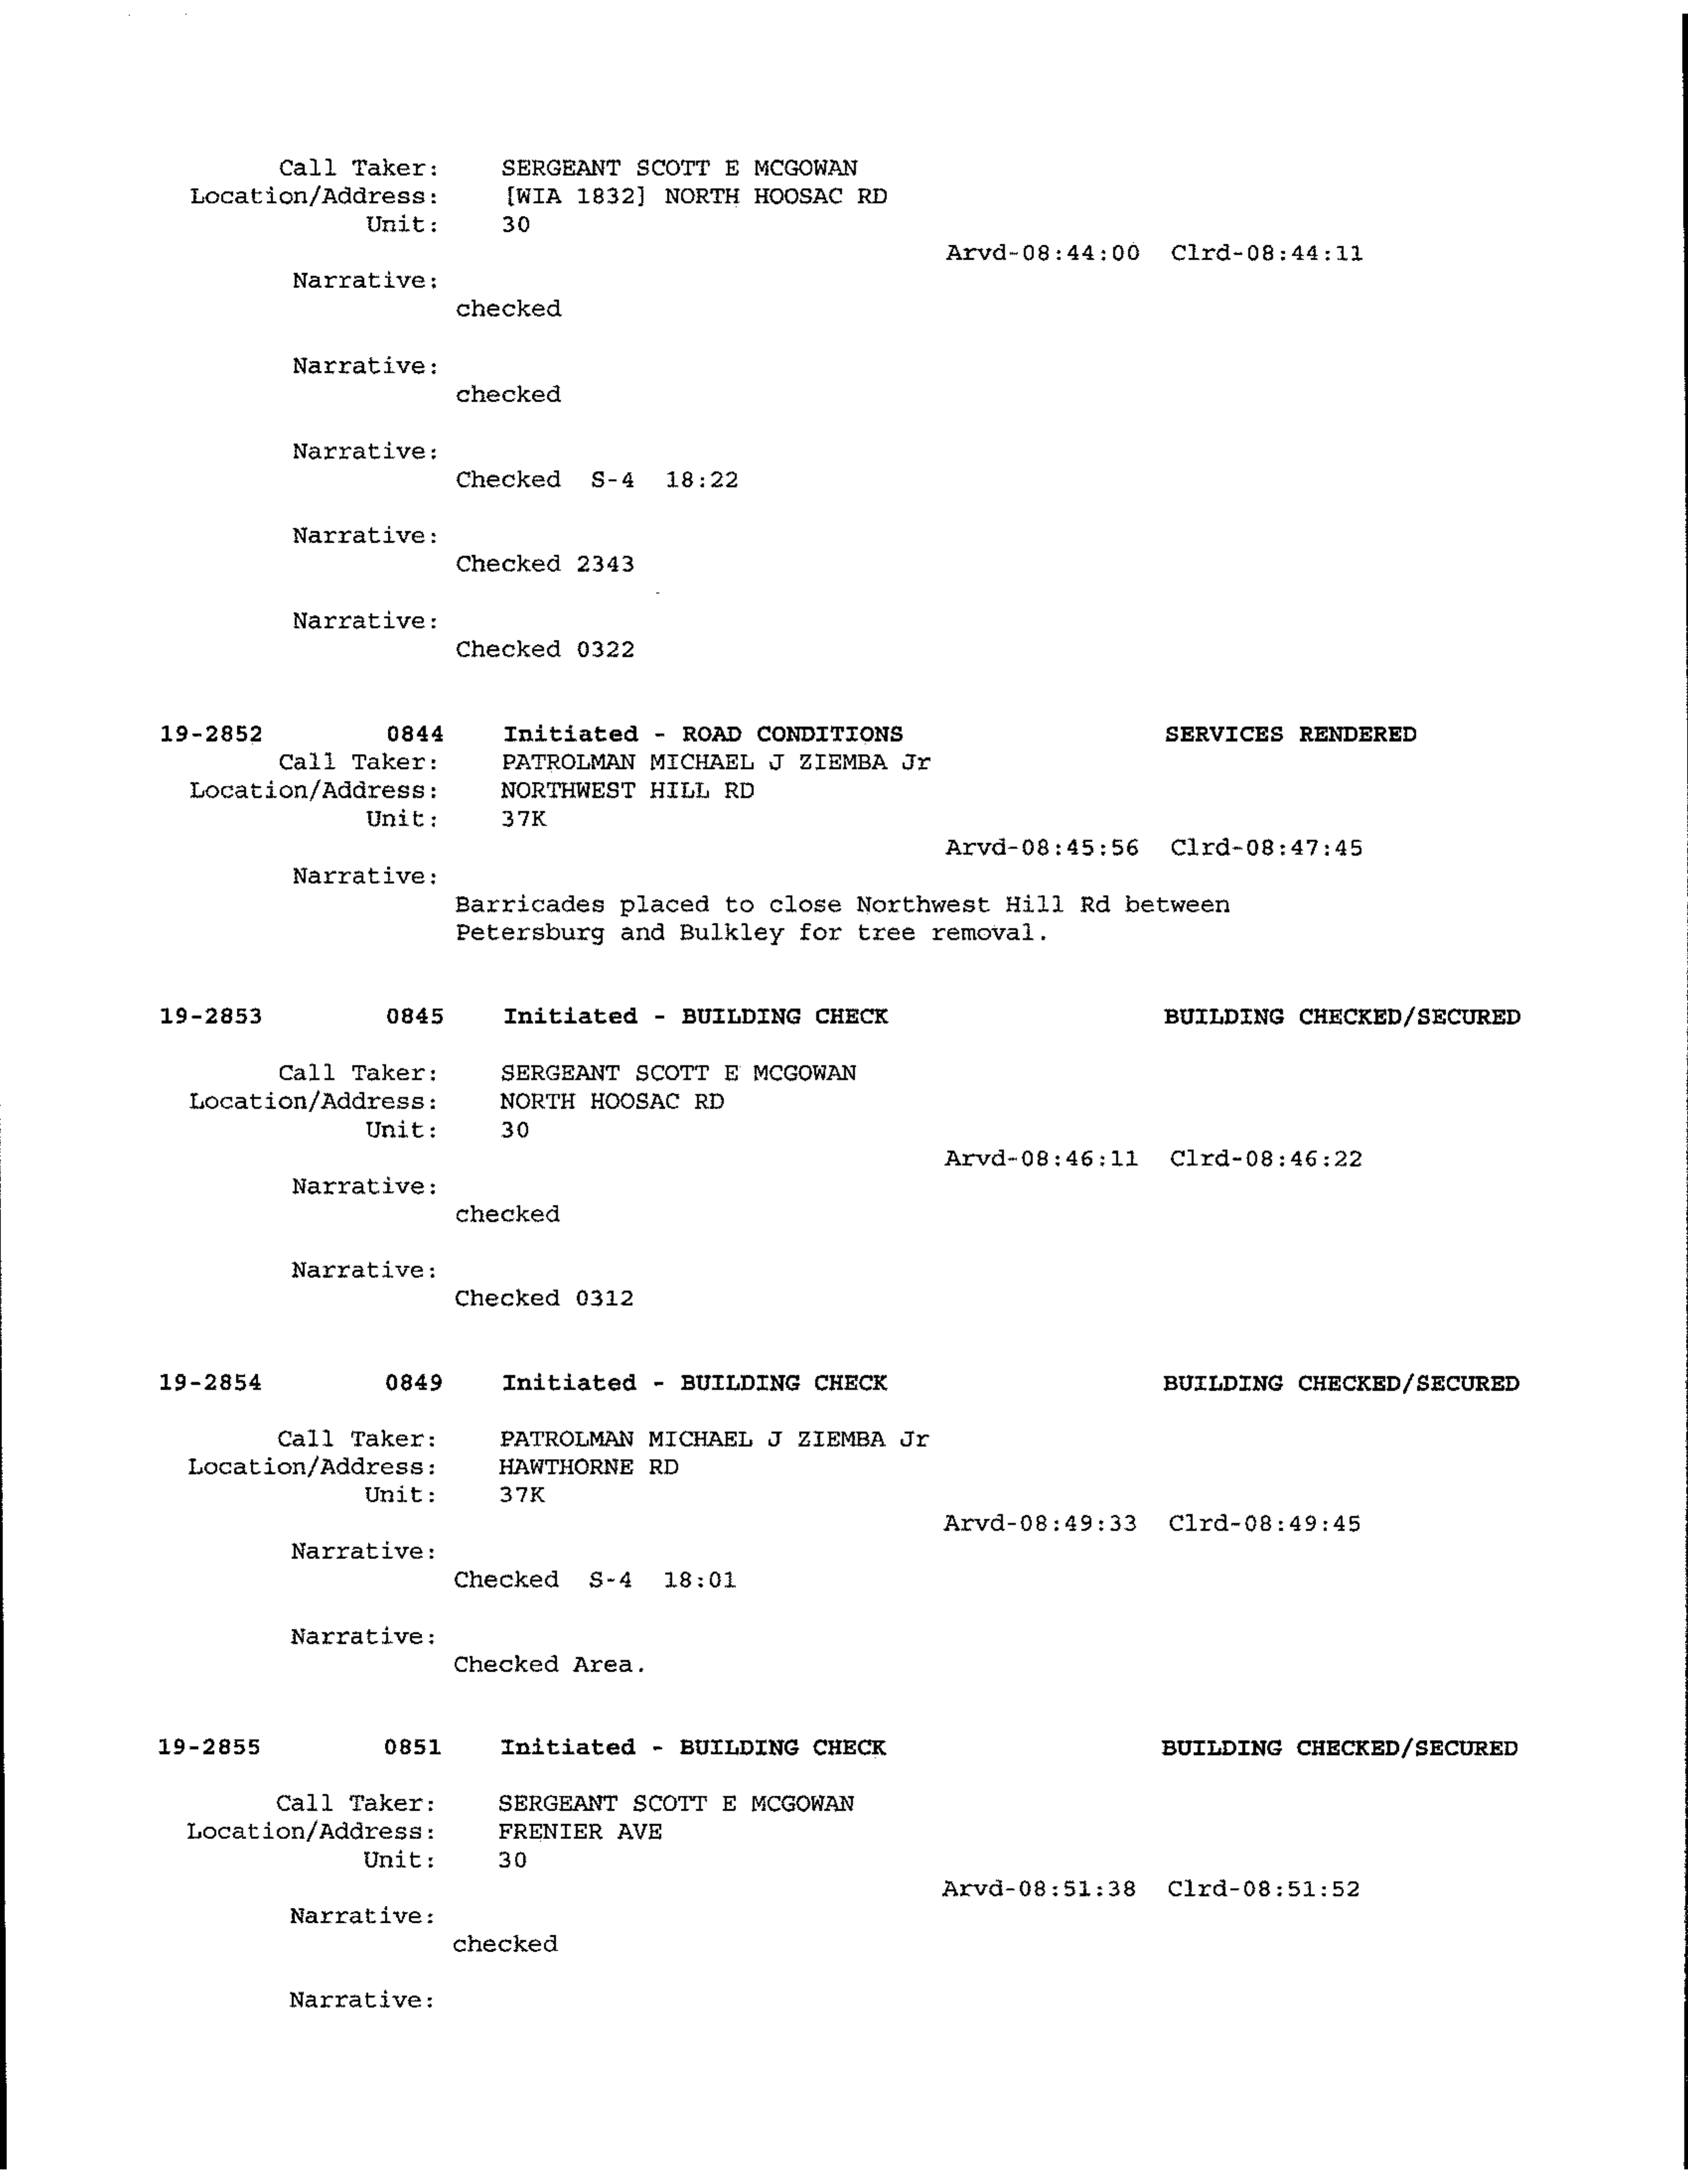 Call Taker: SERGEANT SCOTT E MCGOWAN
Location/Address: [WIA 1832] NORTH HOOSAC RD
Unit: 30
Arvd-08:44:00 Clrd-08:44:11
Narrative:
checked
Narrative:
checked
Narrative:
Checked S-4 18:22
Narrative:
Checked 2343
Narrative:
Checked 0322
19-2852 0844 Initiated - ROAD CONDITIONS SERVICES RENDERED
Call Taker: PATROLMAN MICHAEL J ZIEMBA Jr
Location/Address: NORTHWEST HILL RD
Unit: 37K
Arvd-08:45:56 Clrd-08:47:45
Narrative:
Barricades placed to close Northwest Hill Rd between
Petersburg and Bulkley for tree removal.
19-2853 0845 Initiated - BUILDING CHECK BUILDING CHECKED/SECURED
Call Taker: SERGEANT SCOTT E MCGOWAN
Location/Address: NORTH HOOSAC RD
Unit: 30
Arvd-08:46:11 Clrd-08:46:22
Narrative:
checked
Narrative:
Checked 0312
19-2854 0849 Initiated - BUILDING CHECK BUILDING CHECKED/SECURED
Call Taker: PATROLMAN MICHAEL J ZIEMBA Jr
Location/Address: HAWTHORNE RD
Unit: 37K
Arvd-08:49:33 Clrd-08:49:45
Narrative:
Checked S-4 18:01
Narrative:
Checked Area.
19-2855 0851 Initiated - BUILDING CHECK BUILDING CHECKED/SECURED
Call Taker: SERGEANT SCOTT E MCGOWAN
Location/Address: FRENIER AVE
Unit: 30
Arvd-08:51:38 Clrd-08:51:52
Narrative:
checked
Narrative: